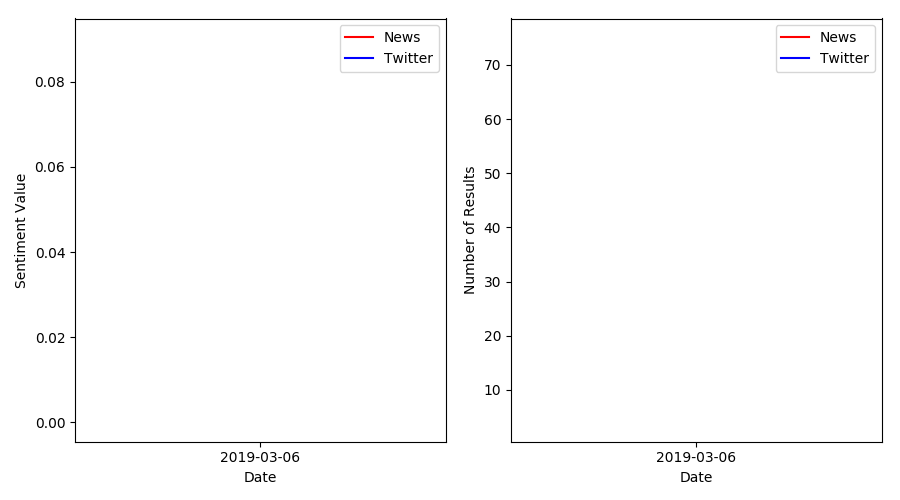 News
Twitter
0.08
0.06
0.04
0.02
0.00
Sentiment Value
2019-03-06
Date
News
Twitter
70
60
50
40
30
20
10
Number of Results
2019-03-06
Date